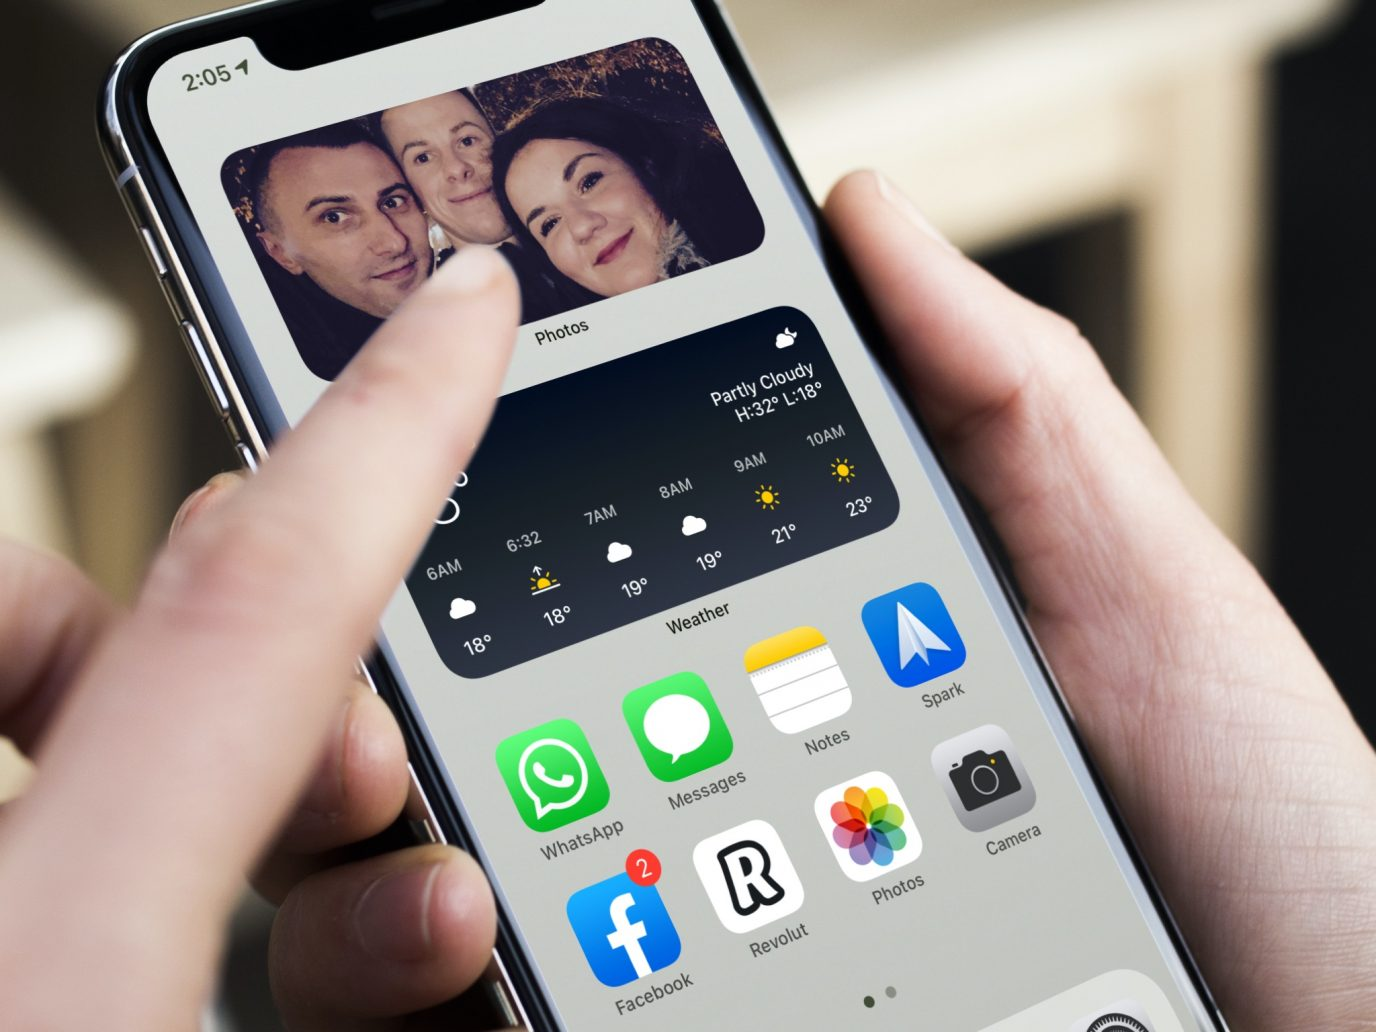 2:05
Photos
Partly Cloudy
H:32° L:18°
6AM
6:32
7AM
8AM
9AM
10AM
18°
18°
19°
19°
21°
23°
Weather
WhatsApp
Messages
Notes
Spark
2
Facebook
R
Revolut
Photos
Camera